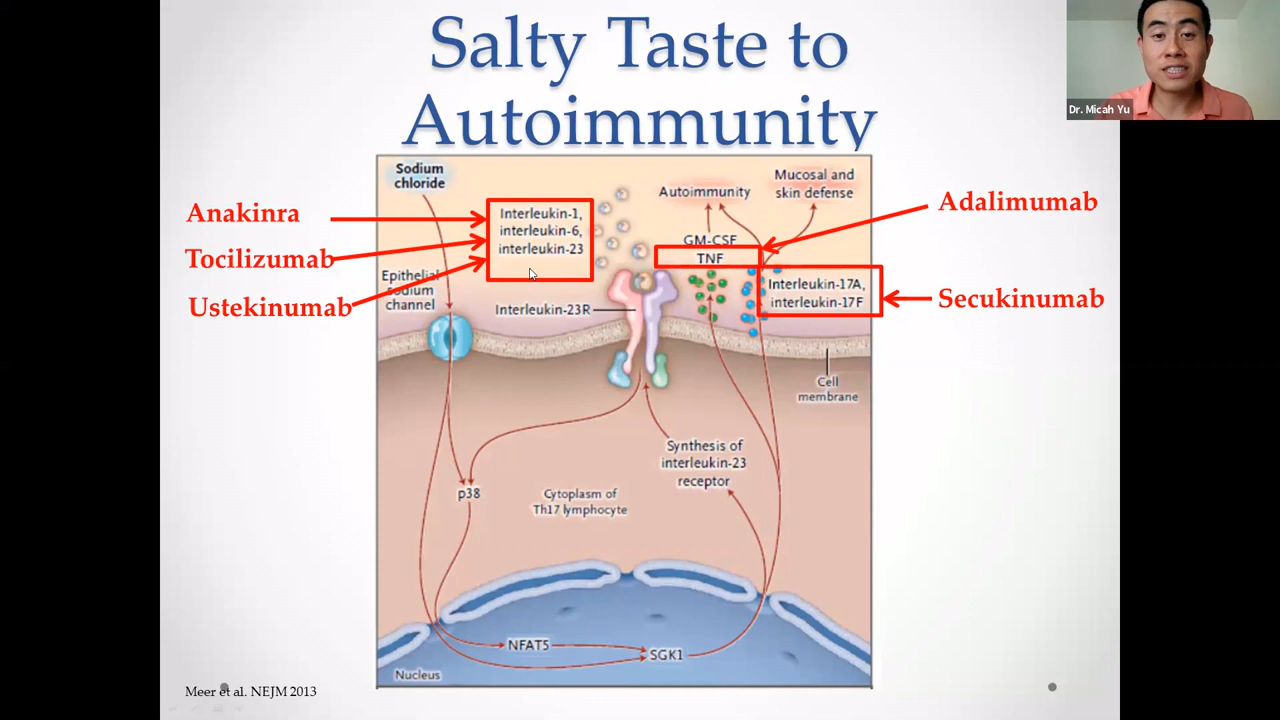 Salty Taste to
Autoimmunity
Dr. Micah Yu
Sodium
chloride
Anakinra
Tocilizumab
Ustekinumab
Interleukin-1,
interleukin-6,
interleukin-23
Autoimmunity
Mucosal and
skin defense
GM-CSF
TNF
Adalimumab
Interleukin-17A,
interleukin-17F
Secukinumab
Epithelial
sodium
channel
Interleukin-23R
Cell
membrane
Synthesis of
interleukin-23
receptor
p38
Cytoplasm of
Th17 lymphocyte
NFAT5
SGK1
Nucleus
Meer et al. NEJM 2013